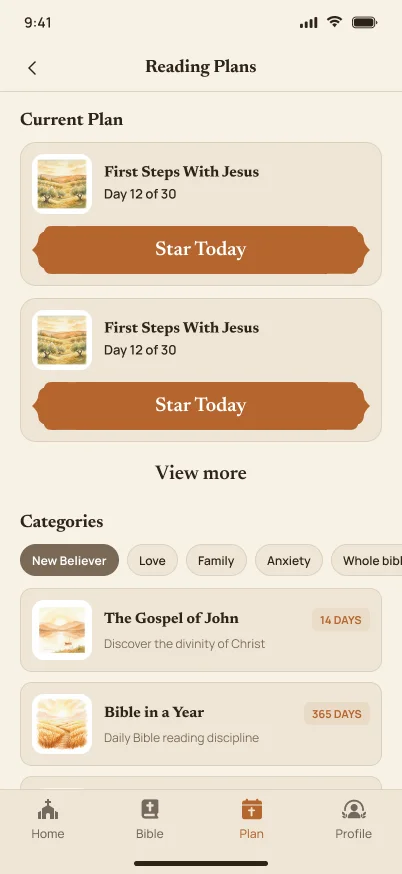 9:41
Reading Plans
Current Plan
First Steps With Jesus
Day 12 of 30
Star Today
First Steps With Jesus
Day 12 of 30
Star Today
View more
Categories
New Believer
Love
Family
Anxiety
Whole bibl
The Gospel of John
14 DAYS
Discover the divinity of Christ
Bible in a Year
365 DAYS
Daily Bible reading discipline
Home
Bible
Plan
Profile